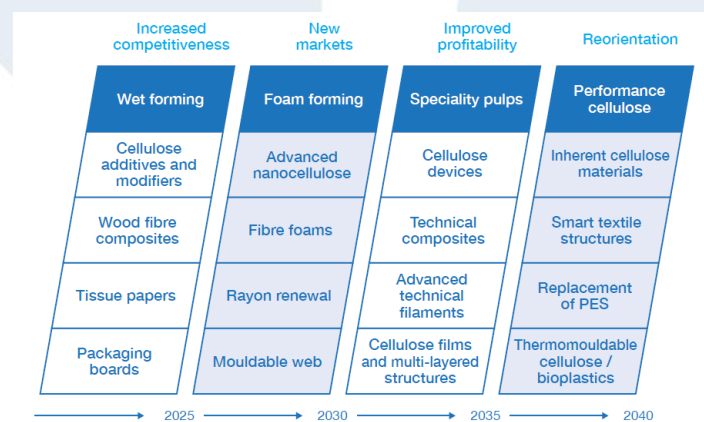 Increased
competitiveness
New
markets
Improved
profitability
Reorientation
Wet forming
Foam forming
Speciality pulps
Performance
cellulose
Cellulose
additives and
modifiers
Advanced
nanocellulose
Cellulose
devices
Inherent cellulose
materials
Wood fibre
composites
Fibre foams
Technical
composites
Smart textile
structures
Tissue papers
Rayon renewal
Advanced
technical
filaments
Replacement
of PES
Packaging
boards
Mouldable web
Cellulose films
and multi-layered
structures
Thermomouldable
cellulose /
bioplastics
2025
2030
2035
2040